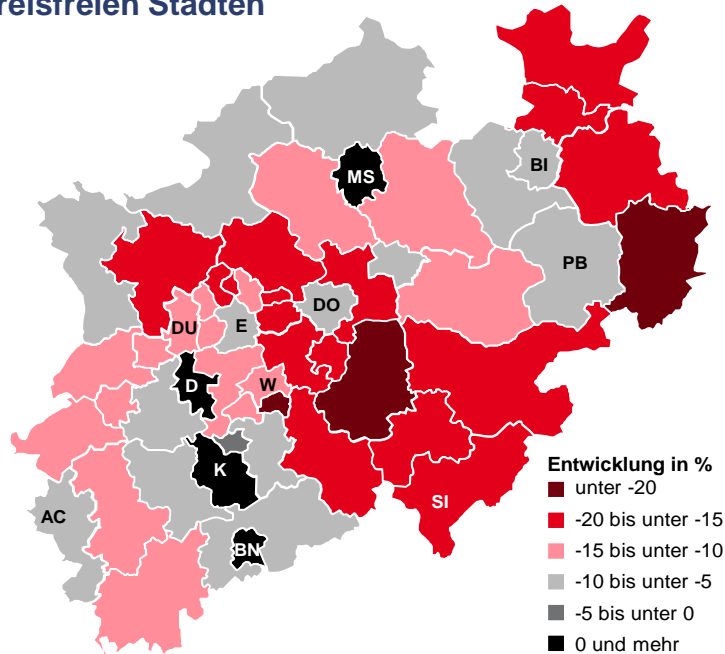 reisfreien Städten
MS
BI
PB
DO
DU
E
D
W
K
SI
AC
BN
Entwicklung in %
unter -20
-20 bis unter -15
-15 bis unter -10
-10 bis unter -5
-5 bis unter 0
0 und mehr